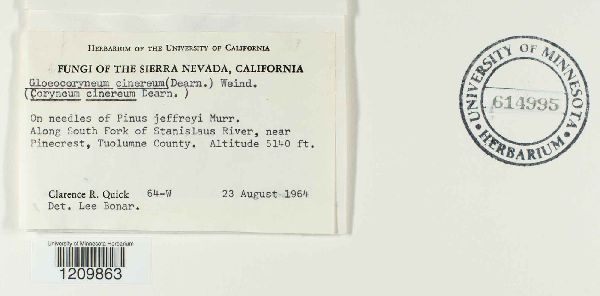 HERBARIUM OF THE UNIVERSITY OF CALIFORNIA
FUNGI OF THE SIERRA NEVADA, CALIFORNIA
Gloeocoryneum cinereum (Dearn.) Weind.
(Coryneum cinereum Dearn. )
On needles of Pinus jeffreyi Murr.
Along South Fork of Stanislaus River, near
Pinecrest, Tuolumne County. Altitude 5140 ft.
Clarence R. Quick 64-W 23 August 1964
Det. Lee Bonar.
University of Minnesota Herbarium
1209863
UNIVERSITY OF MINNESOTA
614995
HERBARIUM